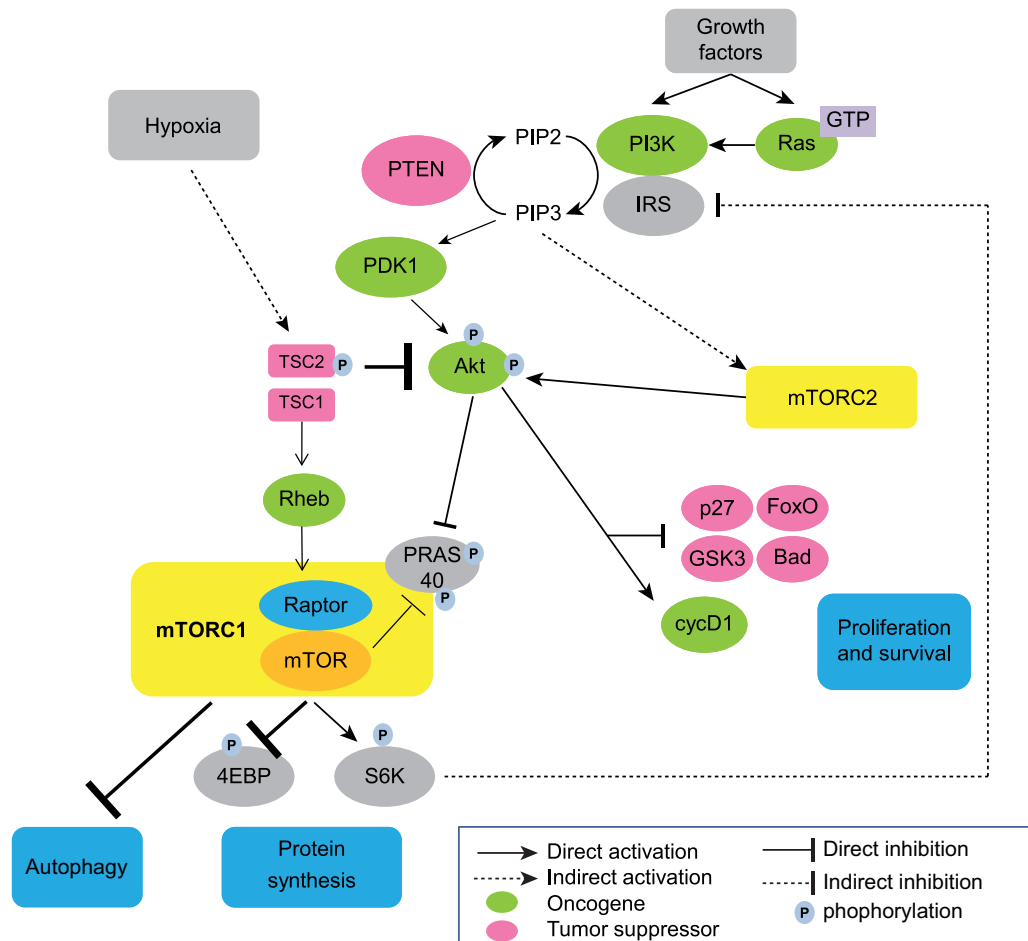 Growth
factors
Hypoxia
GTP
PIP2
PI3K
Ras
PTEN
PIP3
IRS
PDK1
P
TSC2
P
Akt
P
TSC1
mTORC2
Rheb
p27
FoxO
PRAS
40
P
P
GSK3
Bad
Raptor
mTORC1
mTOR
cycD1
Proliferation
and survival
P
4EBP
P
S6K
Autophagy
Protein
synthesis
Direct activation
Indirect activation
Oncogene
Tumor suppressor
Direct inhibition
Indirect inhibition
P phophorylation